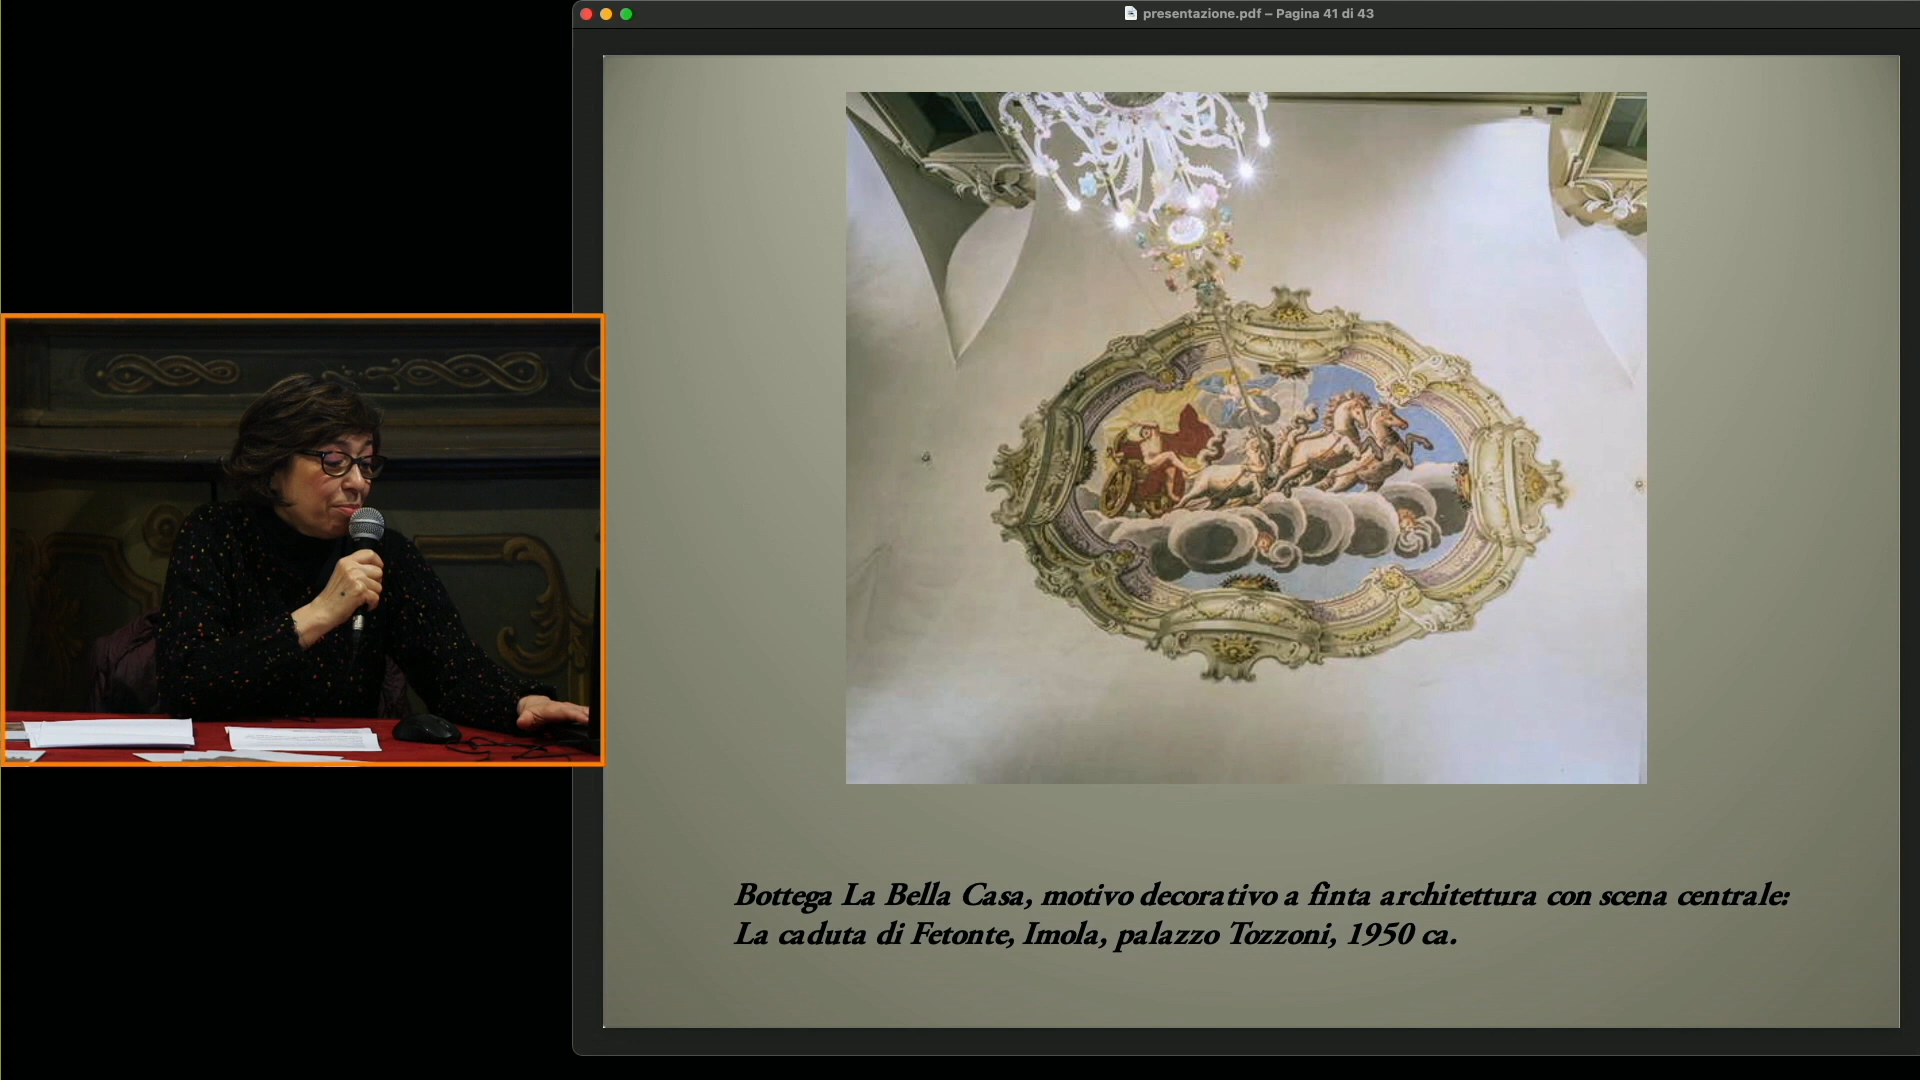 presentazione.pdf – Pagina 41 di 43
Bottega La Bella Casa, motivo decorativo a finta architettura con scena centrale:
La caduta di Fetonte, Imola, palazzo Tozzoni, 1950 ca.